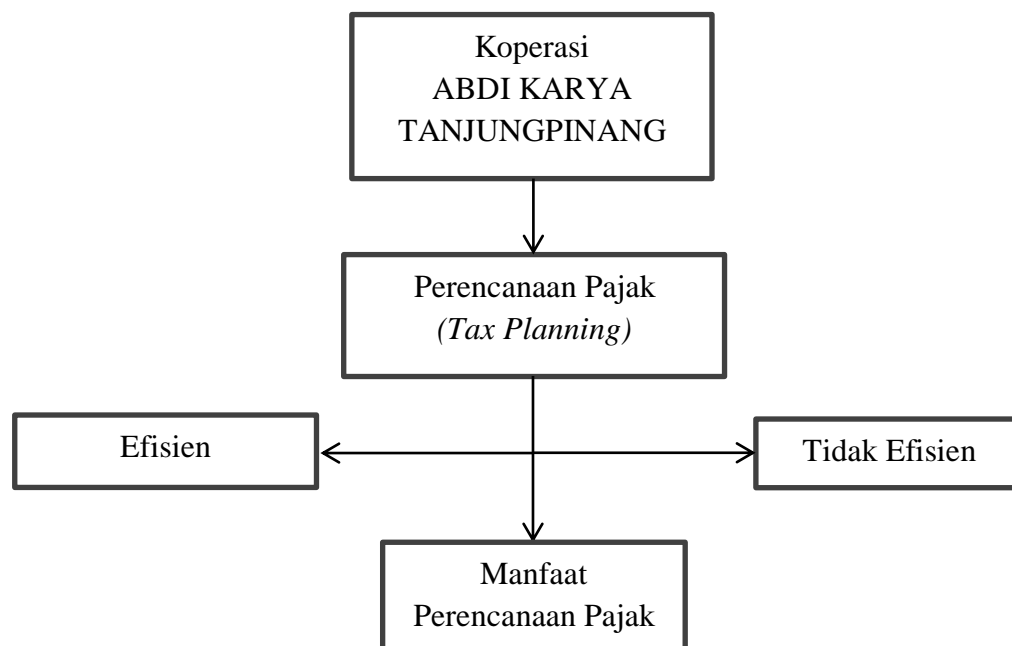 Koperasi
ABDI KARYA
TANJUNGPINANG
Perencanaan Pajak
(Tax Planning)
Efisien
Tidak Efisien
Manfaat
Perencanaan Pajak